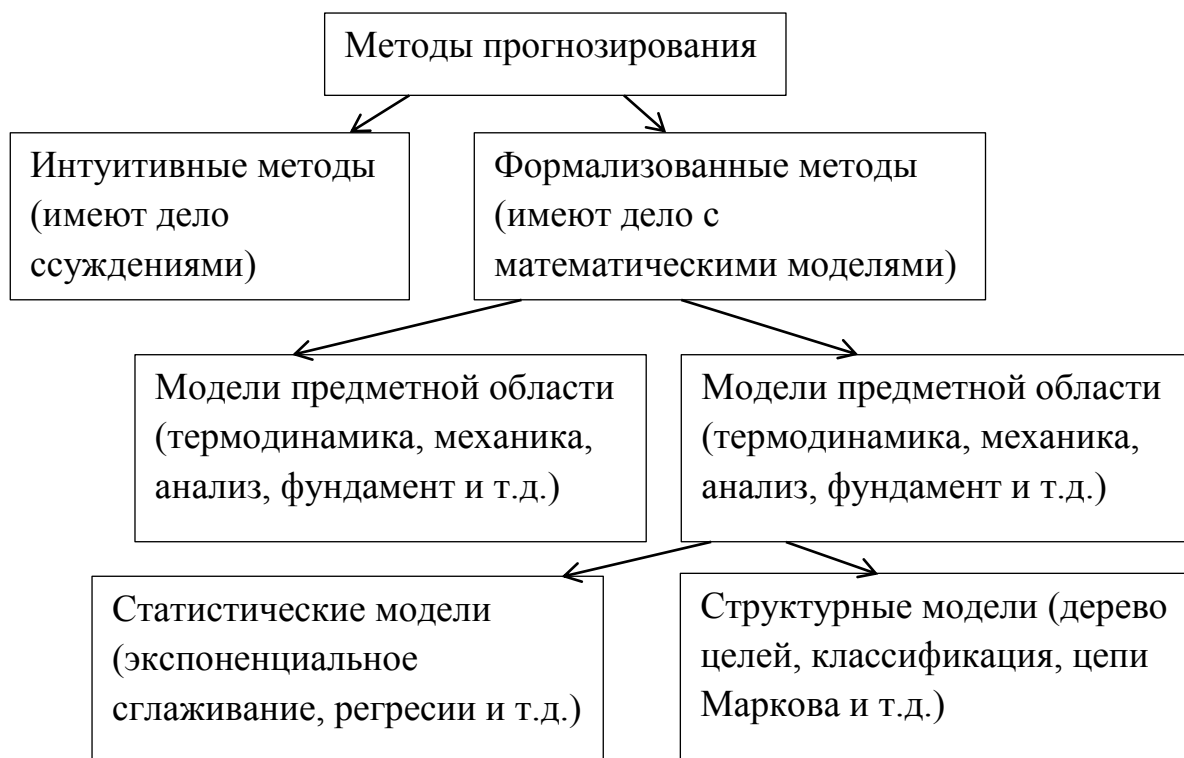 Методы прогнозирования
Интуитивные методы
(имеют дело
ссуждениями)
Формализованные методы
(имеют дело с
математическими моделями)
Модели предметной области
(термодинамика, механика,
анализ, фундамент и т.д.)
Модели предметной области
(термодинамика, механика,
анализ, фундамент и т.д.)
Статистические модели
(экспоненциальное
сглаживание, регресии и т.д.)
Структурные модели (дерево
целей, классификация, цепи
Маркова и т.д.)